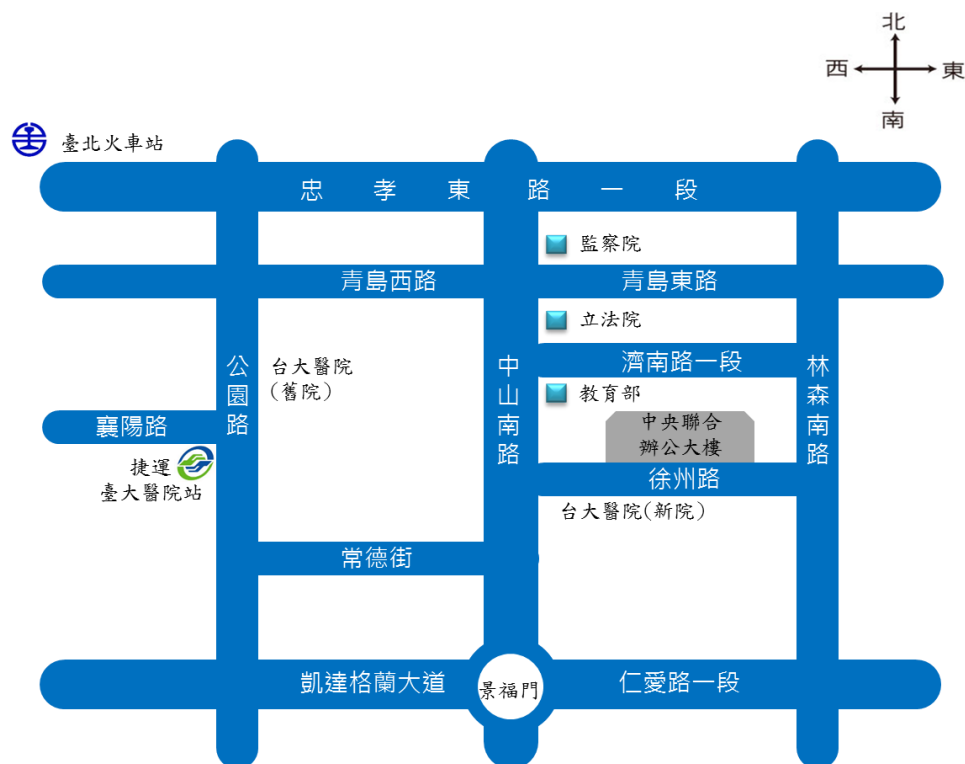 北
西 東
南
臺北火車站
忠孝東路一段
監察院
青島西路 青島東路
立法院
公園路
中山南路
林森南路
濟南路一段
台大醫院
(舊院)
教育部
襄陽路
中央聯合
辦公大樓
捷運
臺大醫院站
徐州路
台大醫院(新院)
常德街
凱達格蘭大道
景福門
仁愛路一段